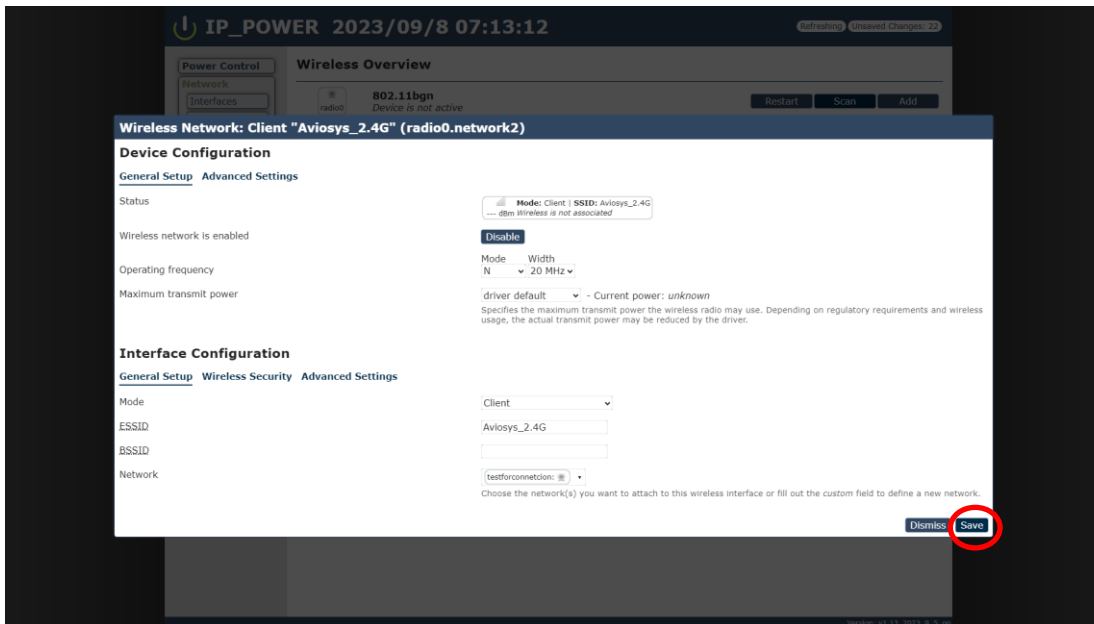 IP_POWER 2023/09/8 07:13:12
Refreshing Unsaved Changes: 22
Power Control
Network
Interfaces
Wireless Overview
radio0
802.11bgn
Device is not active
Restart Scan Add
Wireless Network: Client "Aviosys_2.4G" (radio0.network2)
Device Configuration
General Setup Advanced Settings
Status
Mode: Client | SSID: Aviosys_2.4G
--- dBm Wireless is not associated
Wireless network is enabled
Disable
Mode Width
Operating frequency
N 20 MHz
Maximum transmit power
driver default - Current power: unknown
Specifies the maximum transmit power the wireless radio may use. Depending on regulatory requirements and wireless
usage, the actual transmit power may be reduced by the driver.
Interface Configuration
General Setup Wireless Security Advanced Settings
Mode
Client
ESSID
Aviosys_2.4G
BSSID
Network
testforconnetcion:
Choose the network(s) you want to attach to this wireless interface or fill out the custom field to define a new network.
Dismiss Save